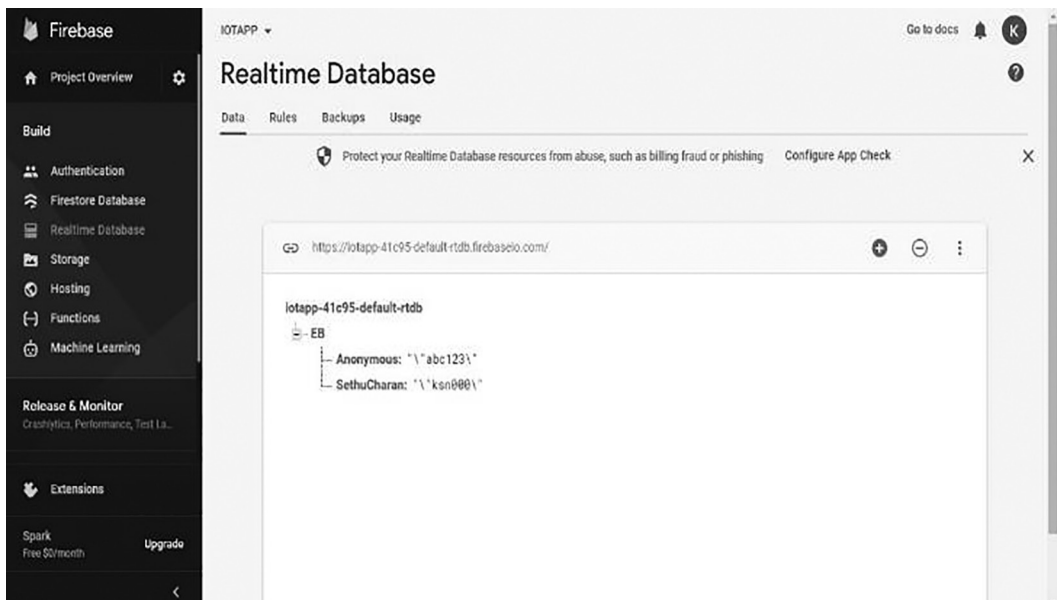 Firebase
IOTAPP
Go to docs
K
Project Overview
Realtime Database
?
Data Rules Backups Usage
Build
Protect your Realtime Database resources from abuse, such as billing fraud or phishing Configure App Check
Authentication
Firestore Database
Realtime Database
Storage
Hosting
Functions
Machine Learning
https://iotapp-41c95-default-rtdb.firebaseio.com/
iotapp-41c95-default-rtdb
EB
Anonymous: "\"abc123\"
SethuCharan: "\"ksn000\"
Release & Monitor
Crashlytics, Performance, Test La...
Extensions
Spark
Free $0/month
Upgrade